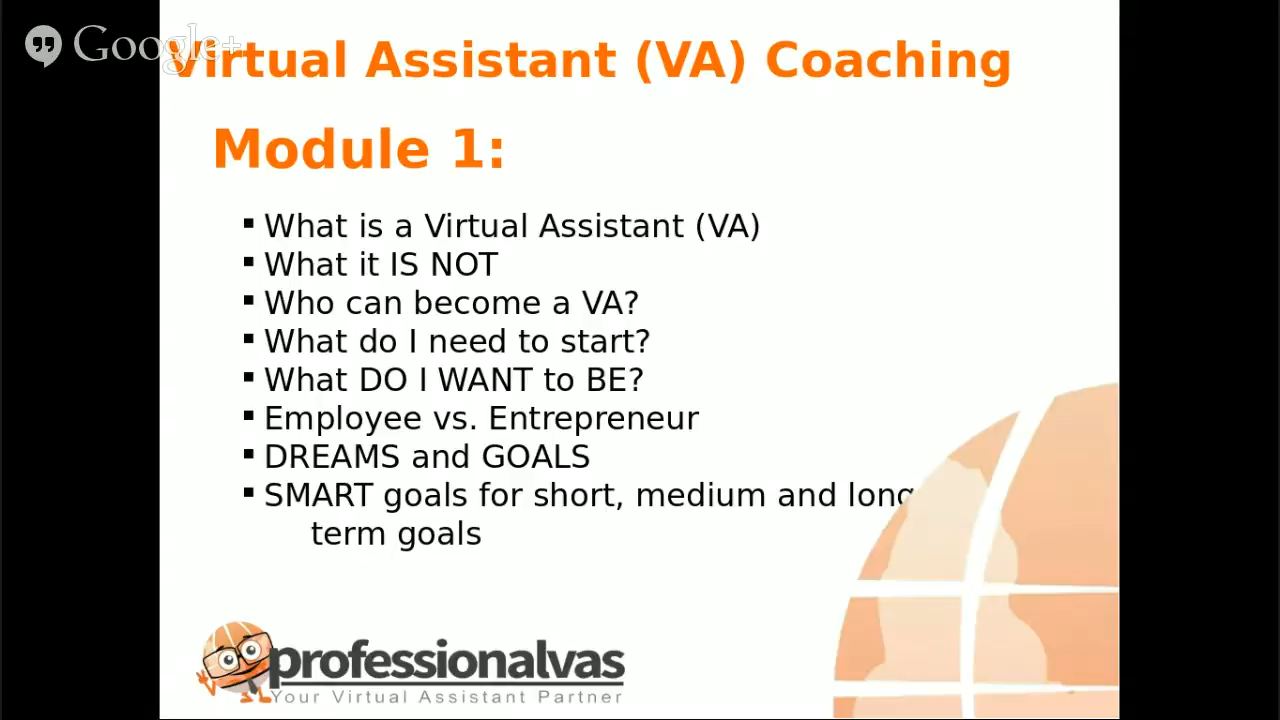 Google+
Virtual Assistant (VA) Coaching
Module 1:
▪ What is a Virtual Assistant (VA)
▪ What it IS NOT
▪ Who can become a VA?
▪ What do I need to start?
▪ What DO I WANT to BE?
▪ Employee vs. Entrepreneur
▪ DREAMS and GOALS
▪ SMART goals for short, medium and long
term goals
professionalvas
Your Virtual Assistant Partner